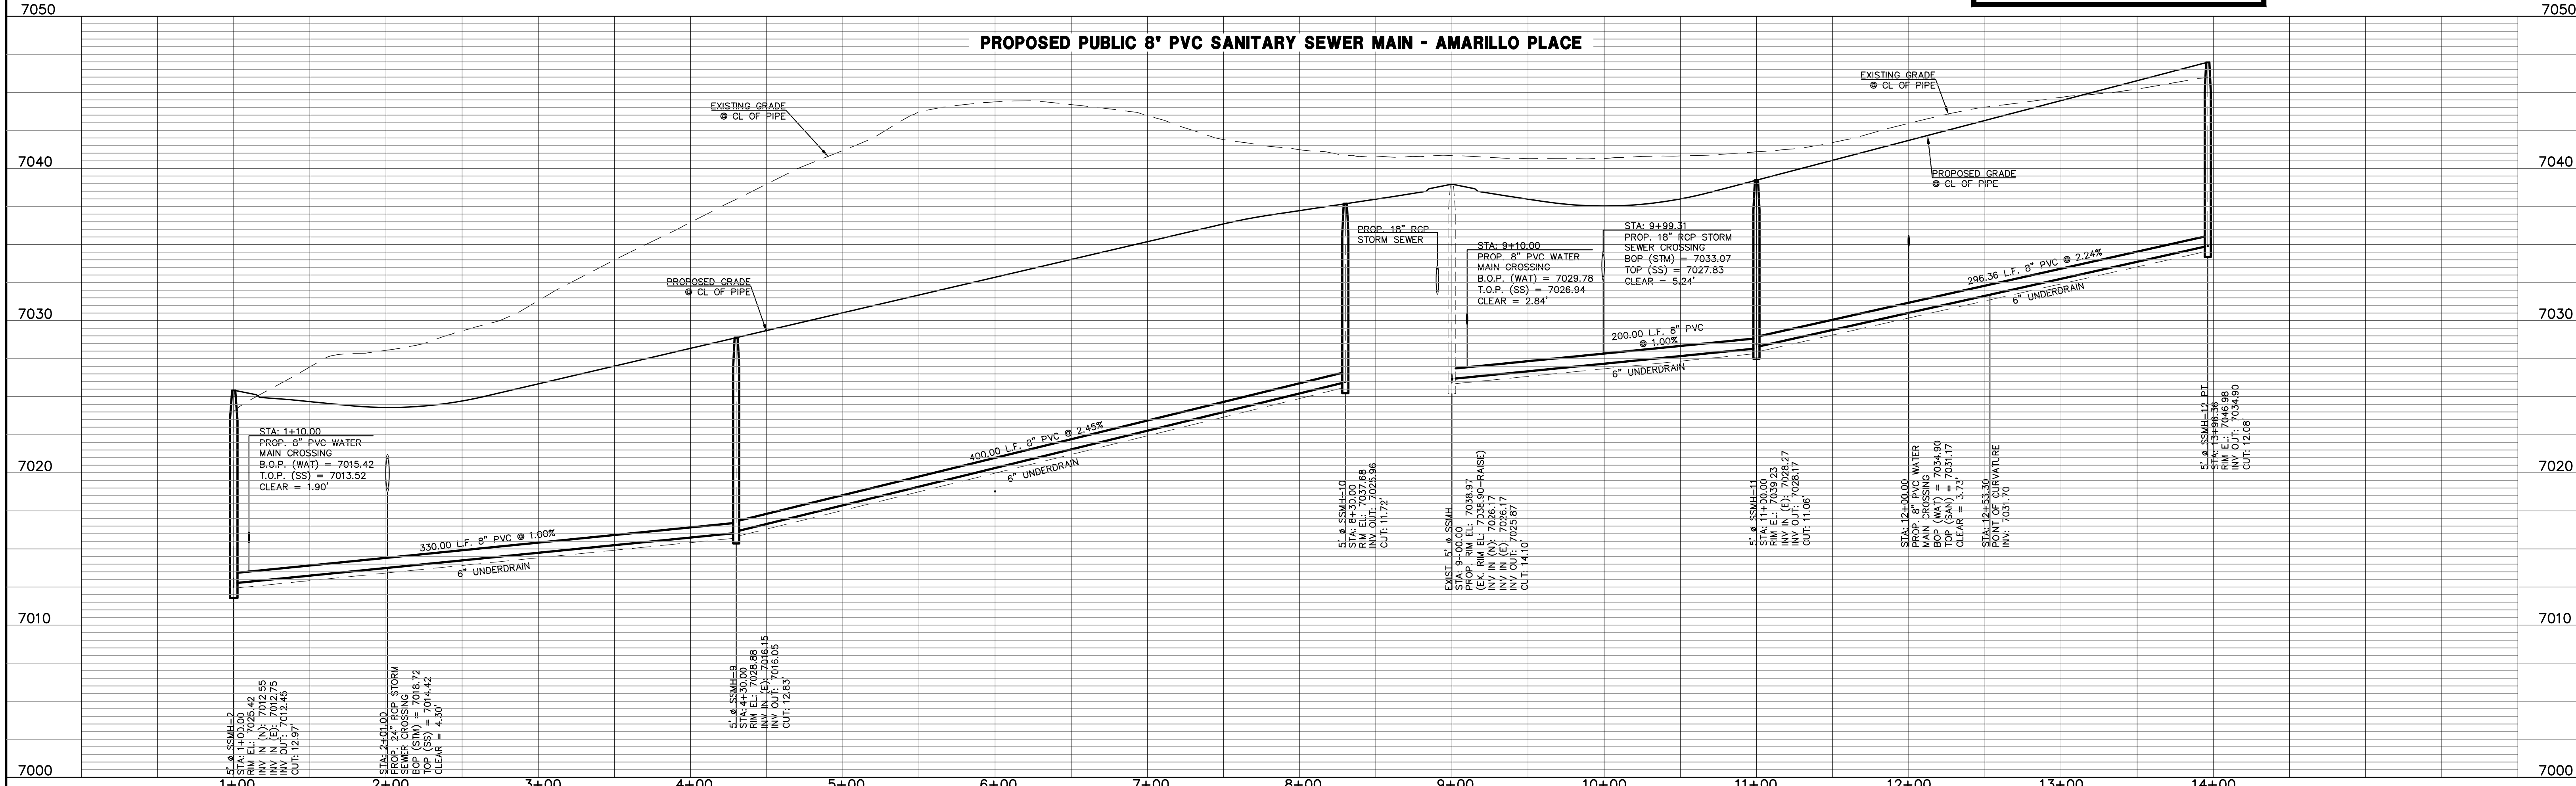 7050
7050
PROPOSED PUBLIC 8' PVC SANITARY SEWER MAIN - AMARILLO PLACE
EXISTING GRADE
@ CL OF PIPE
EXISTING GRADE
@ CL OF PIPE
7040
7040
PROPOSED GRADE
@ CL OF PIPE
PROP. 18" RCP
STORM SEWER
STA: 9+10.00
PROP. 8" PVC WATER
MAIN CROSSING
B.O.P. (WAT) = 7029.78
T.O.P. (SS) = 7026.94
CLEAR = 2.84'
STA: 9+99.31
PROP. 18" RCP STORM
SEWER CROSSING
BOP (STM) = 7033.07
TOP (SS) = 7027.83
CLEAR = 5.24'
PROPOSED GRADE
@ CL OF PIPE
296.36 L.F. 8" PVC @ 2.24%
6" UNDERDRAIN
7030
7030
200.00 L.F. 8" PVC
@ 1.00%
6" UNDERDRAIN
STA: 1+10.00
PROP. 8" PVC WATER
MAIN CROSSING
B.O.P. (WAT) = 7015.42
T.O.P. (SS) = 7013.52
CLEAR = 1.90'
400.00 L.F. 8" PVC @ 2.45%
6" UNDERDRAIN
7020
7020
330.00 L.F. 8" PVC @ 1.00%
6" UNDERDRAIN
5' ø SSMH-10
STA: 8+30.00
RIM EL: 7037.68
INV OUT: 7025.96
CUT: 11.72'
EXIST. 5' ø SSMH
STA: 9+00.00
PROP. RIM EL: 7038.97
(EX. RIM EL: 7038.90-RAISE)
INV IN (N): 7026.17
INV IN (E): 7026.17
INV OUT: 7025.87
CUT: 14.10'
5' ø SSMH-11
STA: 11+00.00
RIM EL: 7039.23
INV IN (E): 7028.27
INV OUT: 7028.17
CUT: 11.06'
STA: 12+00.00
PROP. 8" PVC WATER
MAIN CROSSING
BOP (WAT) = 7034.90
TOP (SAN) = 7031.17
CLEAR = 3.73'
STA: 12+53.30
POINT OF CURVATURE
INV: 7031.70
5' ø SSMH-12 PT
STA: 13+96.36
RIM EL: 7046.98
INV OUT: 7034.90
CUT: 12.08'
7010
7010
5' ø SSMH-2
STA: 1+00.00
RIM EL: 7025.42
INV IN (N): 7012.55
INV IN (E): 7012.75
INV OUT: 7012.45
CUT: 12.97'
STA: 2+01.00
PROP. 24" RCP STORM
SEWER CROSSING
BOP (STM) = 7018.72
TOP (SS) = 7014.42
CLEAR = 4.30'
5' ø SSMH-9
STA: 4+30.00
RIM EL: 7028.88
INV IN (E): 7016.15
INV OUT: 7016.05
CUT: 12.83'
7000
7000
1+00 2+00 3+00 4+00 5+00 6+00 7+00 8+00 9+00 10+00 11+00 12+00 13+00 14+00